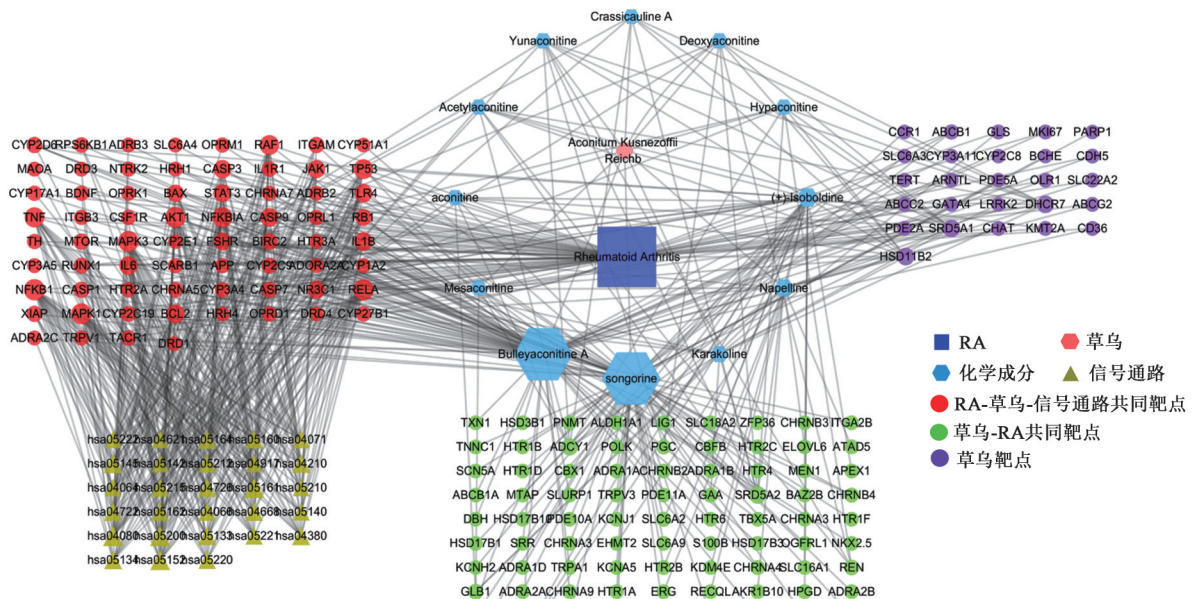 Crassicauline A
Yunaconitine
Deoxyaconitine
Acetylaconitine
Hypaconitine
Aconitum Kusnezoffii
Reichb
aconitine
(+)-Isoboldine
Rheumatoid Arthritis
Mesaconitine
Napelline
Bulleyaconitine A
songorine
Karakoline
CYP2D6 RPS6KB1 ADRB3 SLC6A4 OPRM1 RAF1 ITGAM CYP51A1
MAOA DRD3 NTRK2 HRH1 CASP3 IL1R1 JAK1 TP53
CYP17A1 BDNF OPRK1 BAX STAT3 CHRNA7 ADRB2 TLR4
TNF ITGB3 CSF1R AKT1 NFKBIA CASP9 OPRL1 RB1
TH MTOR MAPK3 CYP2E1 FSHR BIRC2 HTR3A IL1B
CYP3A5 RUNX1 IL6 SCARB1 APP CYP2C9 ADORA2A CYP1A2
NFKB1 CASP1 HTR2A CHRNA5 CYP3A4 CASP7 NR3C1 RELA
XIAP MAPK1 CYP2C19 BCL2 HRH4 OPRD1 DRD4 CYP27B1
ADRA2C TRPV1 TACR1 DRD1
CCR1 ABCB1 GLS MKI67 PARP1
SLC6A3 CYP3A11 CYP2C8 BCHE CDH5
TERT ARNTL PDE5A OLR1 SLC22A2
ABCC2 GATA4 LRRK2 DHCR7 ABCG2
PDE2A SRD5A1 CHAT KMT2A CD36
HSD11B2
hsa05222 hsa04621 hsa05164 hsa05160 hsa04071
hsa05145 hsa05142 hsa05212 hsa04917 hsa04210
hsa04064 hsa05215 hsa04726 hsa05161 hsa05210
hsa04722 hsa05162 hsa04066 hsa04668 hsa05140
hsa04080 hsa05200 hsa05133 hsa05221 hsa04380
hsa05134 hsa05152 hsa05220
TXN1 HSD3B1 PNMT ALDH1A1 LIG1 SLC18A2 ZFP36 CHRNB3 ITGA2B
TNNC1 HTR1B ADCY1 POLK PGC CBFB HTR2C ELOVL6 ATAD5
SCN5A HTR1D CBX1 ADRA1A CHRNB2 ADRA1B HTR4 MEN1 APEX1
ABCB1A MTAP SLURP1 TRPV3 PDE11A GAA SRD5A2 BAZ2B CHRNB4
DBH HSD17B10 PDE10A KCNJ1 SLC6A2 HTR6 TBX5A CHRNA3 HTR1F
HSD17B1 SRR CHRNA3 EHMT2 SLC6A9 S100B HSD17B3 OGFRL1 NKX2.5
KCNH2 ADRA1D TRPA1 KCNA5 HTR2B KDM4E CHRNA4 SLC16A1 REN
GLB1 ADRA2A CHRNA9 HTR1A ERG RECQL AKR1B10 HPGD ADRA2B
RA 草乌
化学成分 信号通路
RA-草乌-信号通路共同靶点
草乌-RA共同靶点
草乌靶点